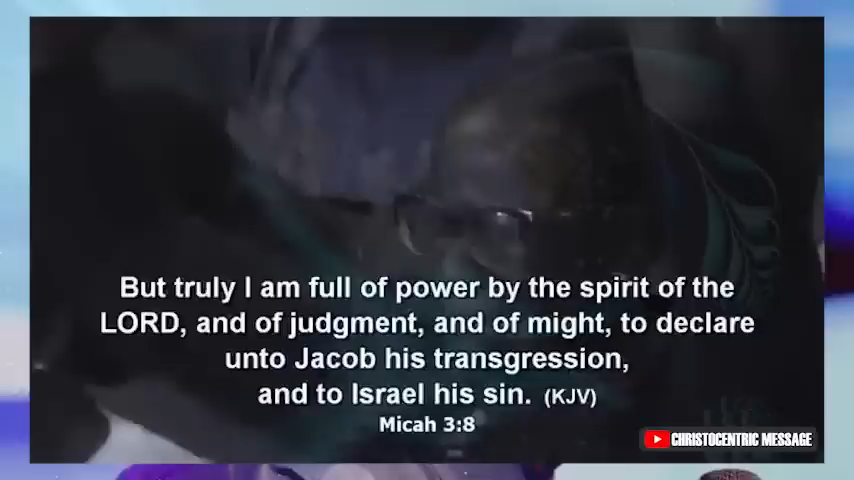 But truly I am full of power by the spirit of the
LORD, and of judgment, and of might, to declare
unto Jacob his transgression,
and to Israel his sin. (KJV)
Micah 3:8
CHRISTOCENTRIC MESSAGE